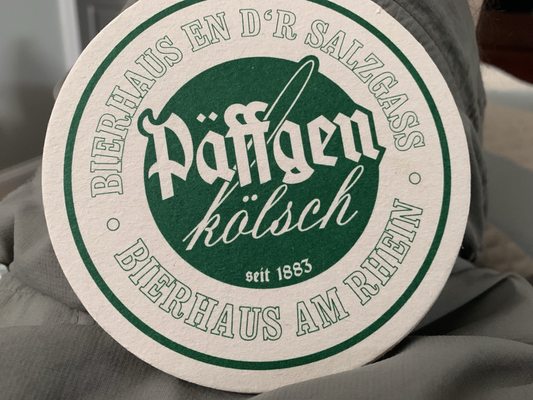 BIERHAUS EN D'R SALZGASS
Päffgen
kölsch
seit 1883
BIERHAUS AM RHEIN